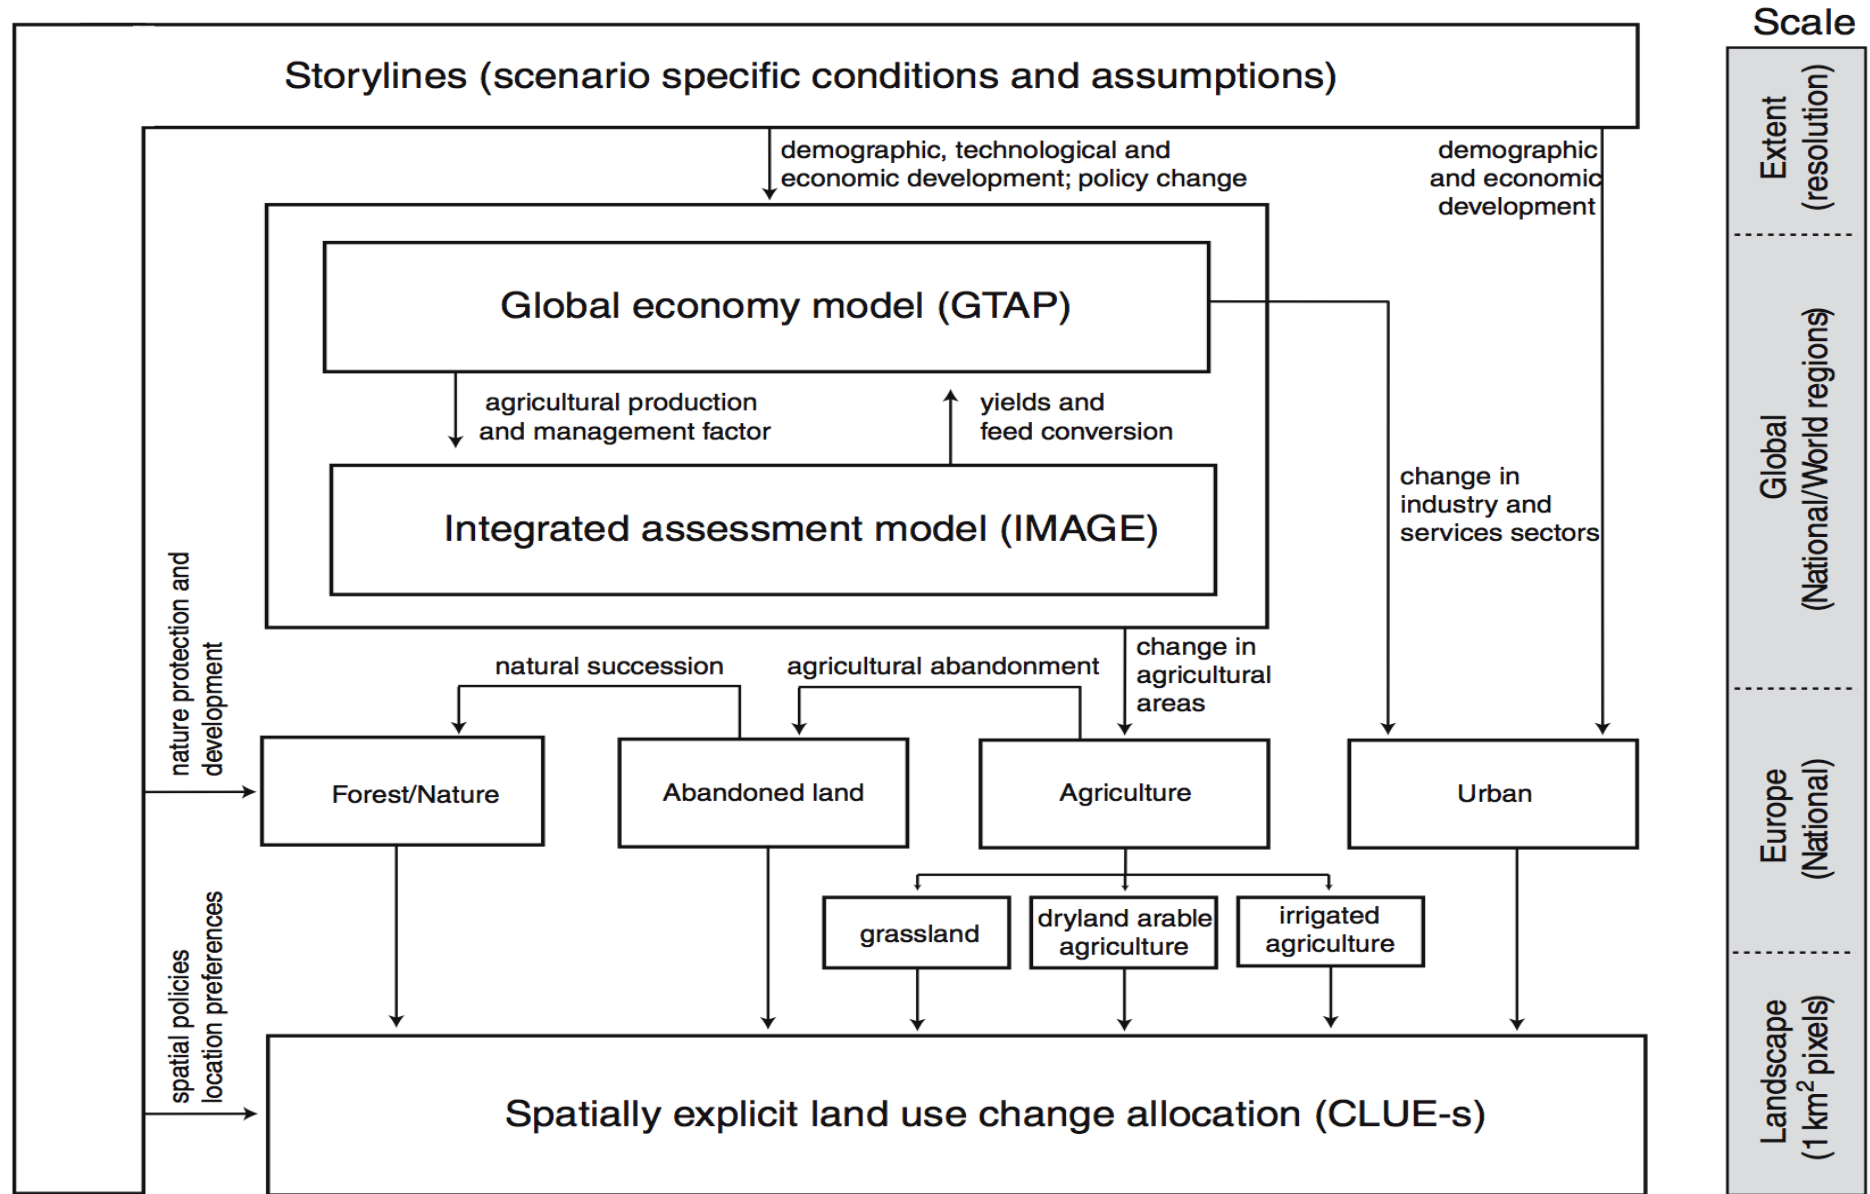 Scale
Storylines (scenario specific conditions and assumptions)
Extent
(resolution)
demographic, technological and
economic development; policy change
demographic
and economic
development
Global economy model (GTAP)
Global
(National/World regions)
agricultural production
and management factor
yields and
feed conversion
change in
industry and
services sectors
Integrated assessment model (IMAGE)
nature protection and
development
natural succession
agricultural abandonment
change in
agricultural
areas
Forest/Nature
Abandoned land
Agriculture
Urban
Europe
(National)
grassland
dryland arable
agriculture
irrigated
agriculture
spatial policies
location preferences
Spatially explicit land use change allocation (CLUE-s)
Landscape
(1 km² pixels)